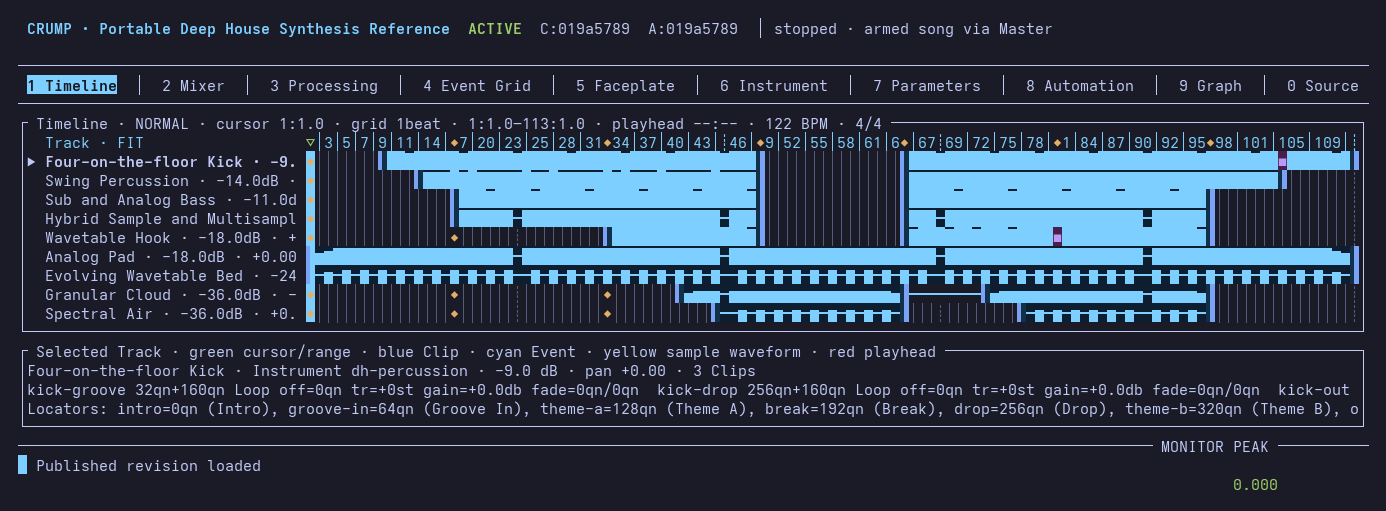 CRUMP · Portable Deep House Synthesis Reference ACTIVE C:019a5789 A:019a5789 stopped · armed song via Master
1 Timeline 2 Mixer 3 Processing 4 Event Grid 5 Faceplate 6 Instrument 7 Parameters 8 Automation 9 Graph 0 Source
Timeline · NORMAL · cursor 1:1.0 · grid 1beat · 1:1.0–113:1.0 · playhead --:-- · 122 BPM · 4/4
Track · FIT 3 5 7 9 11 14 7 20 23 25 28 31 34 37 40 43 46 9 52 55 58 61 6 67 69 72 75 78 84 87 90 92 95 98 101 105 109
Four-on-the-floor Kick · -9.
Swing Percussion · -14.0dB ·
Sub and Analog Bass · -11.0d
Hybrid Sample and Multisampl
Wavetable Hook · -18.0dB · +
Analog Pad · -18.0dB · +0.00
Evolving Wavetable Bed · -24
Granular Cloud · -36.0dB · -
Spectral Air · -36.0dB · +0.
Selected Track · green cursor/range · blue Clip · cyan Event · yellow sample waveform · red playhead
Four-on-the-floor Kick · Instrument dh-percussion · -9.0 dB · pan +0.00 · 3 Clips
kick-groove 32qn+160qn Loop off=0qn tr=+0st gain=+0.0db fade=0qn/0qn kick-drop 256qn+160qn Loop off=0qn tr=+0st gain=+0.0db fade=0qn/0qn kick-out
Locators: intro=0qn (Intro), groove-in=64qn (Groove In), theme-a=128qn (Theme A), break=192qn (Break), drop=256qn (Drop), theme-b=320qn (Theme B), o
MONITOR PEAK
Published revision loaded
0.000